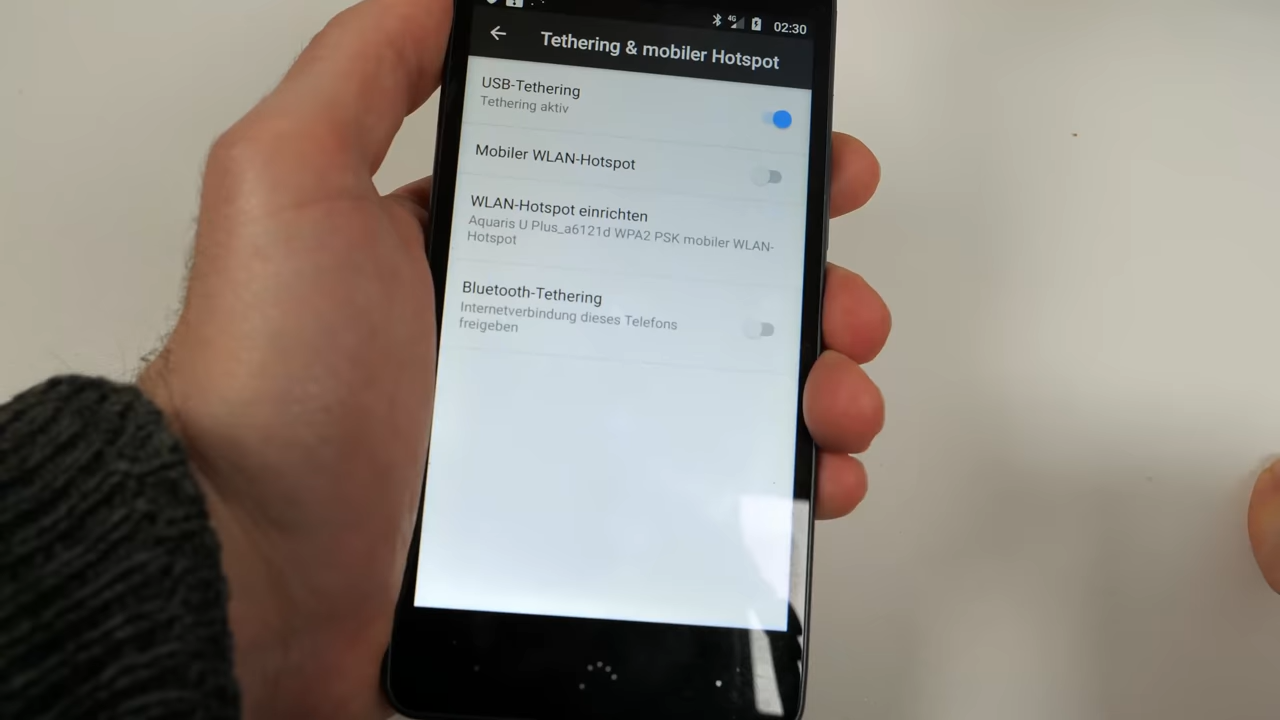 4G 02:30
Tethering & mobiler Hotspot
USB-Tethering
Tethering aktiv
Mobiler WLAN-Hotspot
WLAN-Hotspot einrichten
Aquaris U Plus_a6121d WPA2 PSK mobiler WLAN-
Hotspot
Bluetooth-Tethering
Internetverbindung dieses Telefons
freigeben